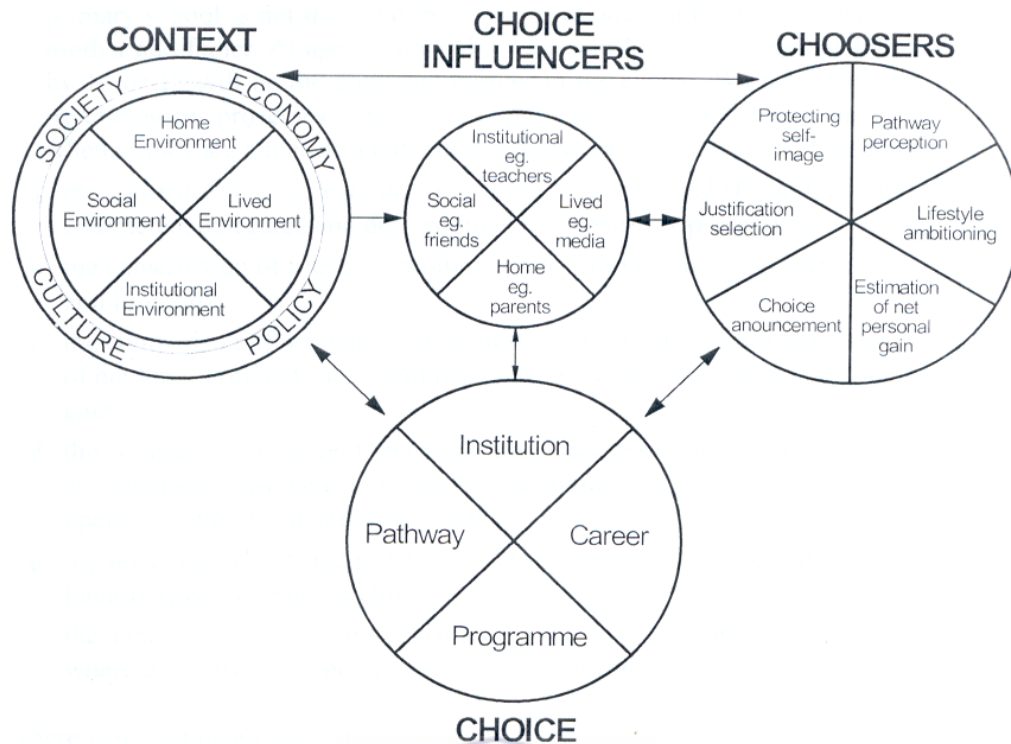 CONTEXT
CHOICE
INFLUENCERS
CHOOSERS
SOCIETY
ECONOMY
CULTURE
POLICY
Home
Environment
Social
Environment
Lived
Environment
Institutional
Environment
Institutional
eg.
teachers
Social
eg.
friends
Lived
eg.
media
Home
eg.
parents
Protecting
self-
image
Pathway
perception
Justification
selection
Lifestyle
ambitioning
Choice
anouncement
Estimation
of net
personal
gain
Institution
Pathway
Career
Programme
CHOICE